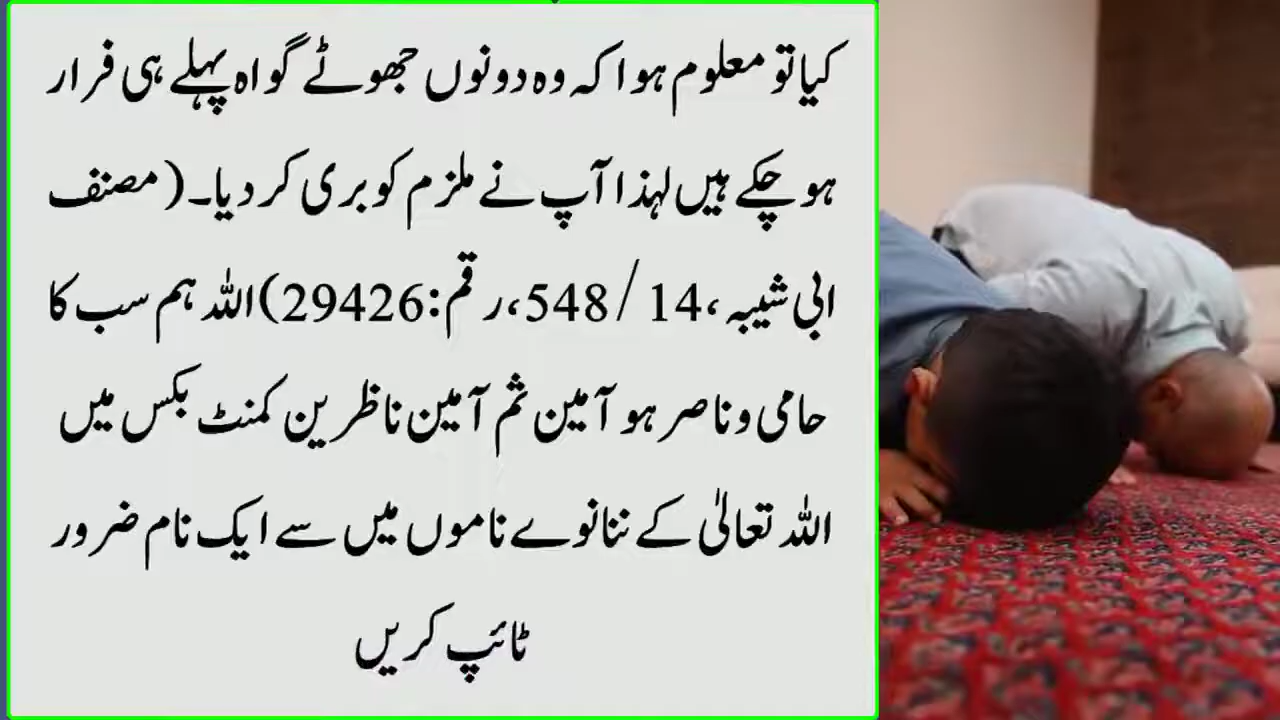 کیا تو معلوم ہوا کہ وہ دونوں جھوٹے گواہ پہلے ہی فرار
ہو چکے ہیں لہذا آپ نے ملزم کو بری کر دیا۔ (مصنف
ابی شیبہ، 14 / 548، رقم: 29426) اللہ ہم سب کا
حامی و ناصر ہو آمین ثم آمین ناظرین کمنٹ بکس میں
اللہ تعالیٰ کے ننانوے ناموں میں سے ایک نام ضرور
ٹائپ کریں